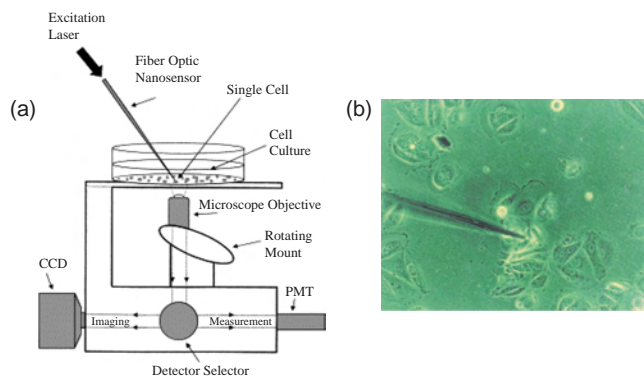 Excitation
Laser
Fiber Optic
Nanosensor
(a)
Single Cell
(b)
Cell
Culture
Microscope Objective
Rotating
Mount
CCD
PMT
Imaging
Measurement
Detector Selector